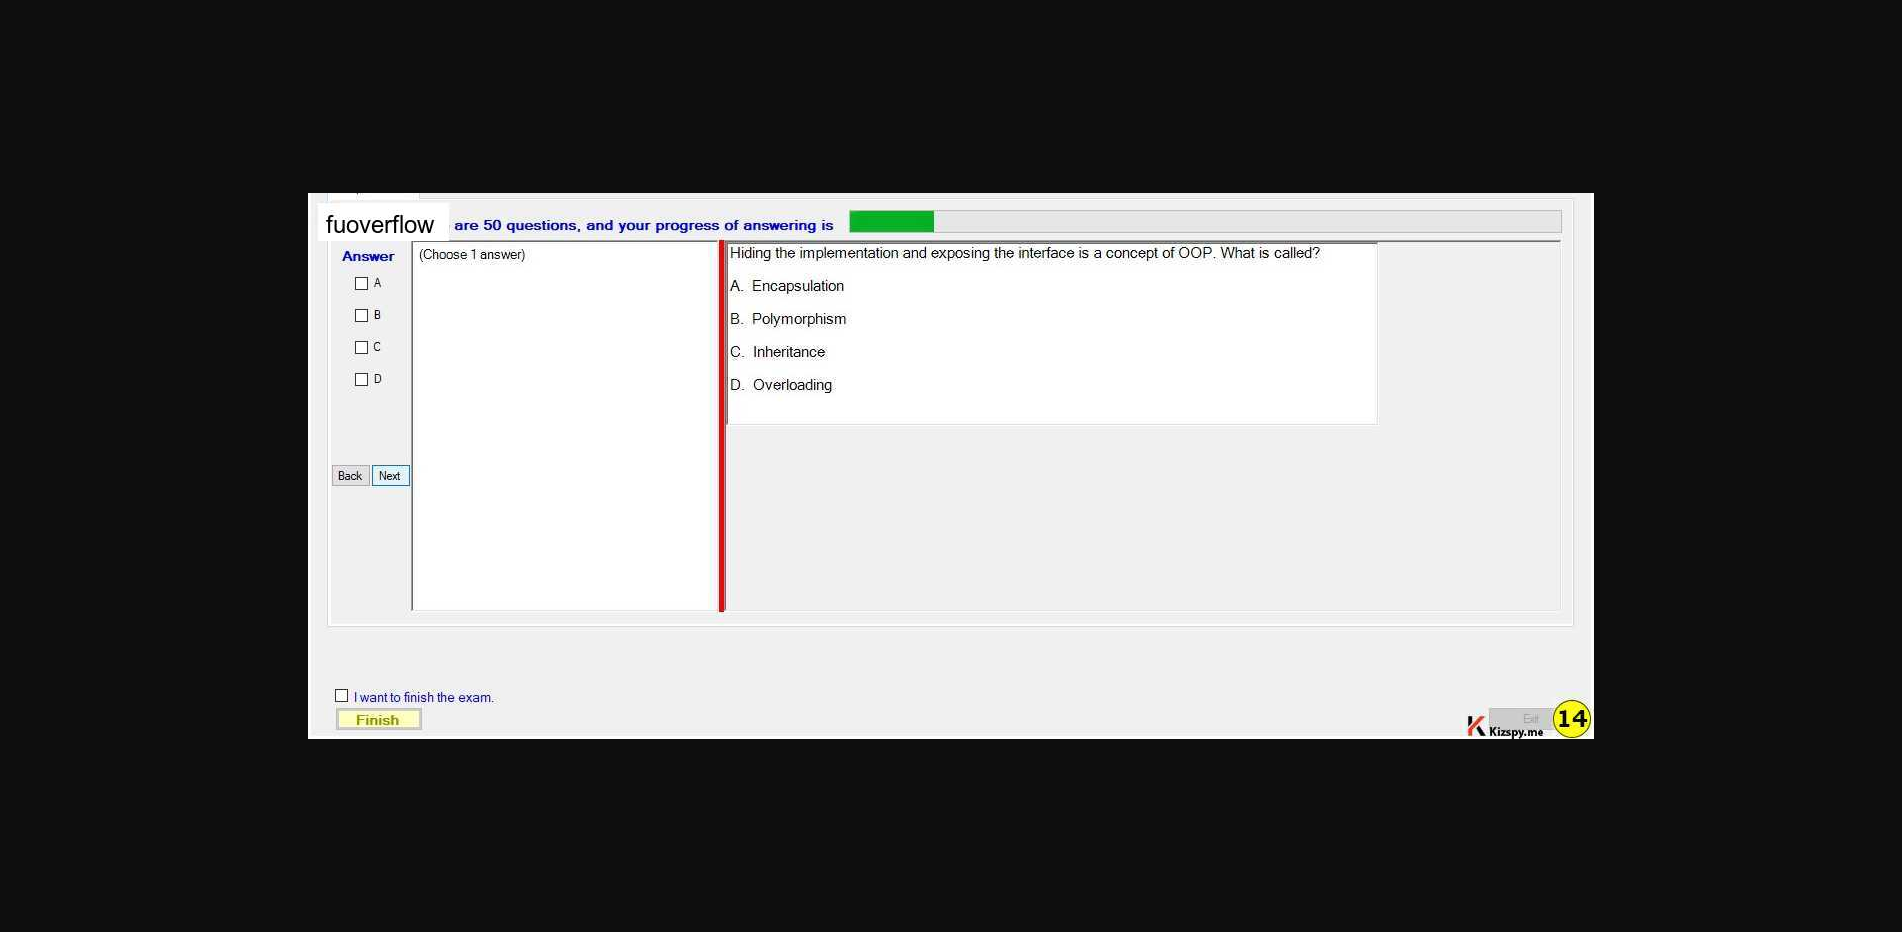 fuoverflow are 50 questions, and your progress of answering is
Answer
A
B
C
D
Back Next
(Choose 1 answer)
Hiding the implementation and exposing the interface is a concept of OOP. What is called?
A. Encapsulation
B. Polymorphism
C. Inheritance
D. Overloading
I want to finish the exam.
Finish
Exit
Kizspy.me
14